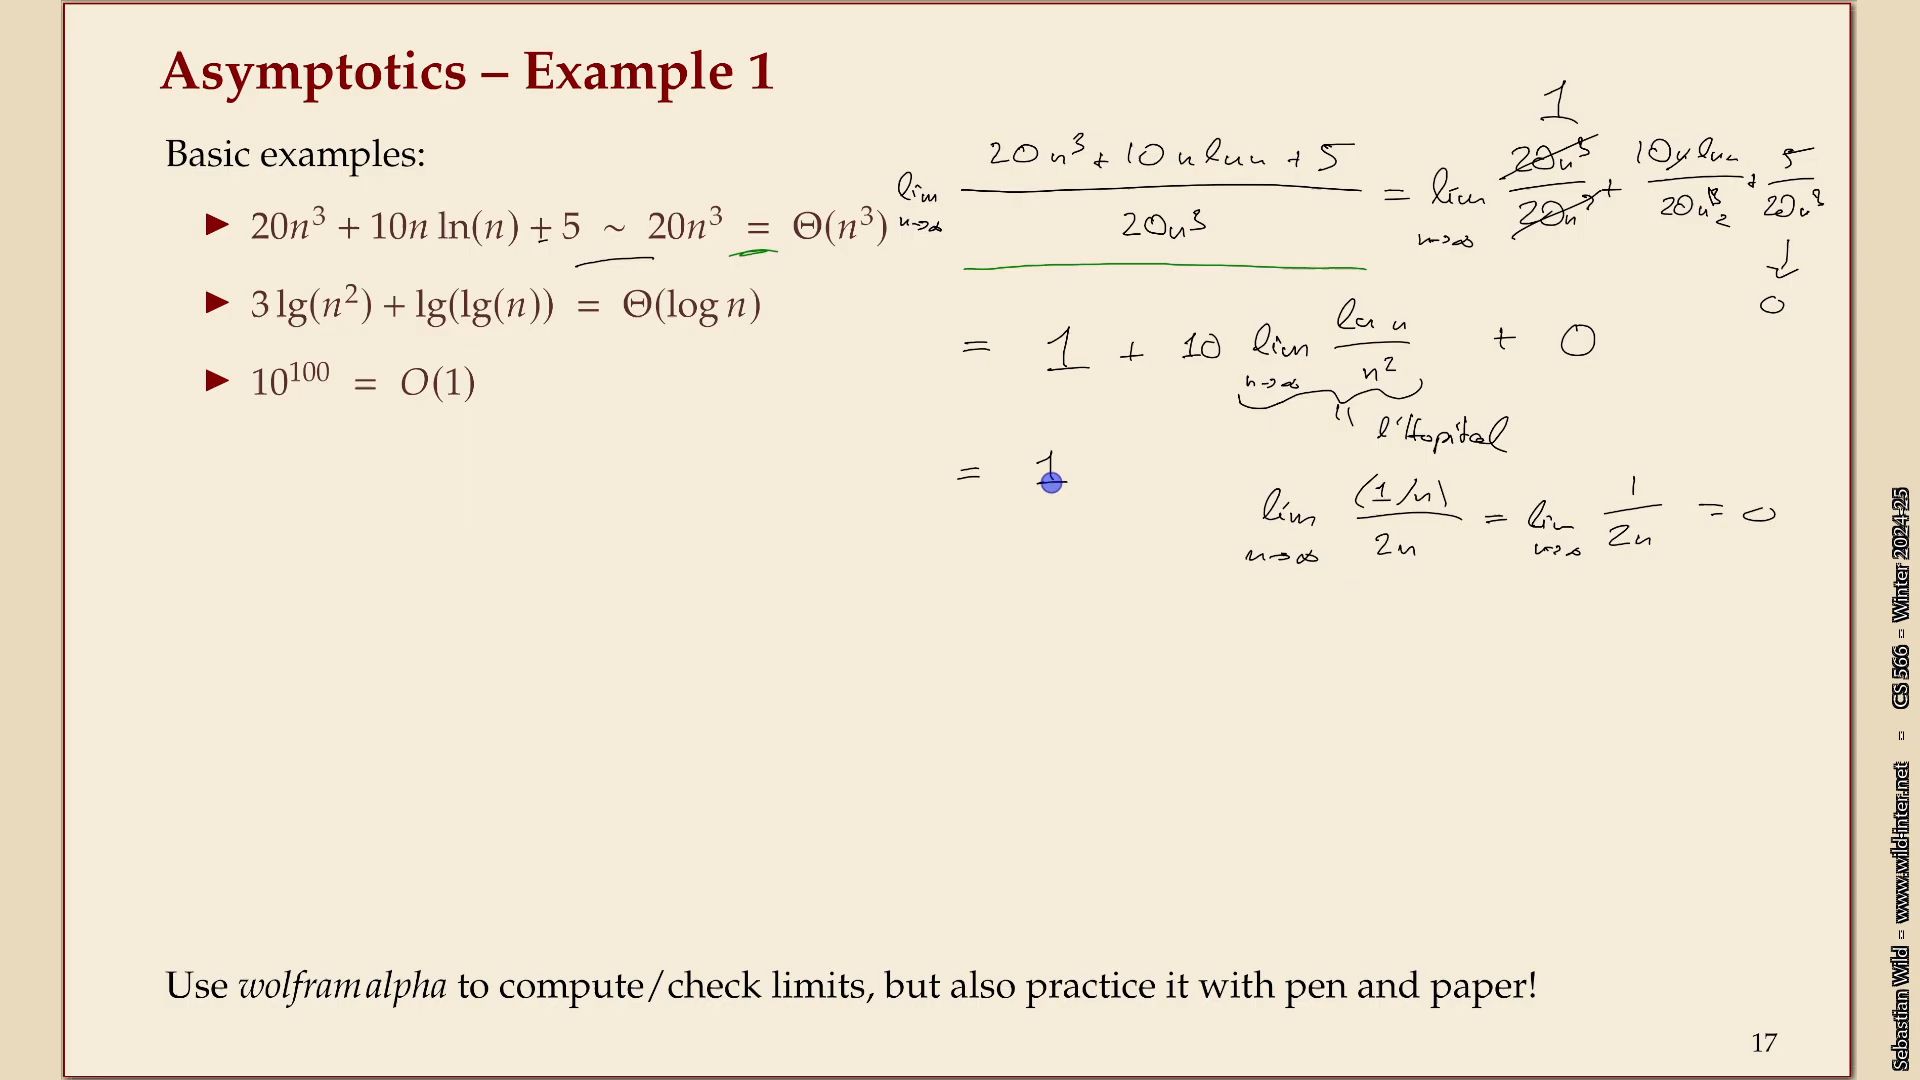 Asymptotics – Example 1
Basic examples:
▶ 20n³ + 10n ln(n) + 5 ∼ 20n³ = Θ(n³)
▶ 3 lg(n²) + lg(lg(n)) = Θ(log n)
▶ 10¹⁰⁰ = O(1)
1
lim n→∞ (20n³ + 10n ln n + 5) / 20n³ = lim n→∞ 20n³/20n³ + 10n ln n/20n³ 2 + 5/20n³
↓
0
= 1 + 10 lim n→∞ ln n / n² + 0
= 1
l'Hopital
lim n→∞ (1/n) / 2n = lim n→∞ 1 / 2n = 0
Use wolframalpha to compute/check limits, but also practice it with pen and paper!
17
Sebastian Wild – www.wild-inter.net – CS 566 – Winter 2024-25